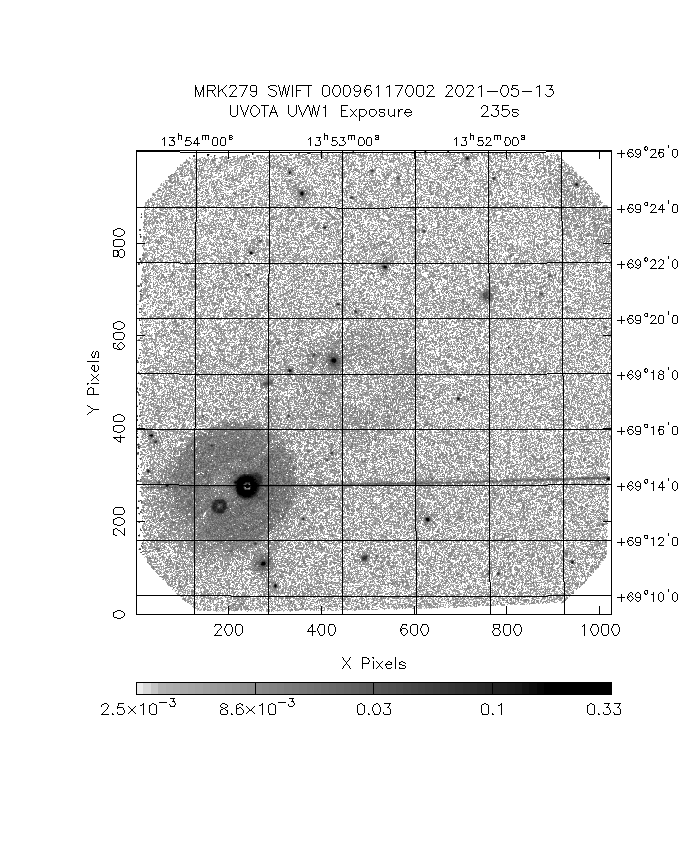 MRK279 SWIFT 00096117002 2021-05-13
UVOTA UVW1 Exposure 235s
13ʰ54ᵐ00ˢ 13ʰ53ᵐ00ˢ 13ʰ52ᵐ00ˢ
+69°26'0
+69°24'0
+69°22'0
+69°20'0
+69°18'0
+69°16'0
+69°14'0
+69°12'0
+69°10'0
800
600
400
200
0
Y Pixels
200 400 600 800 1000
X Pixels
2.5×10⁻³ 8.6×10⁻³ 0.03 0.1 0.33